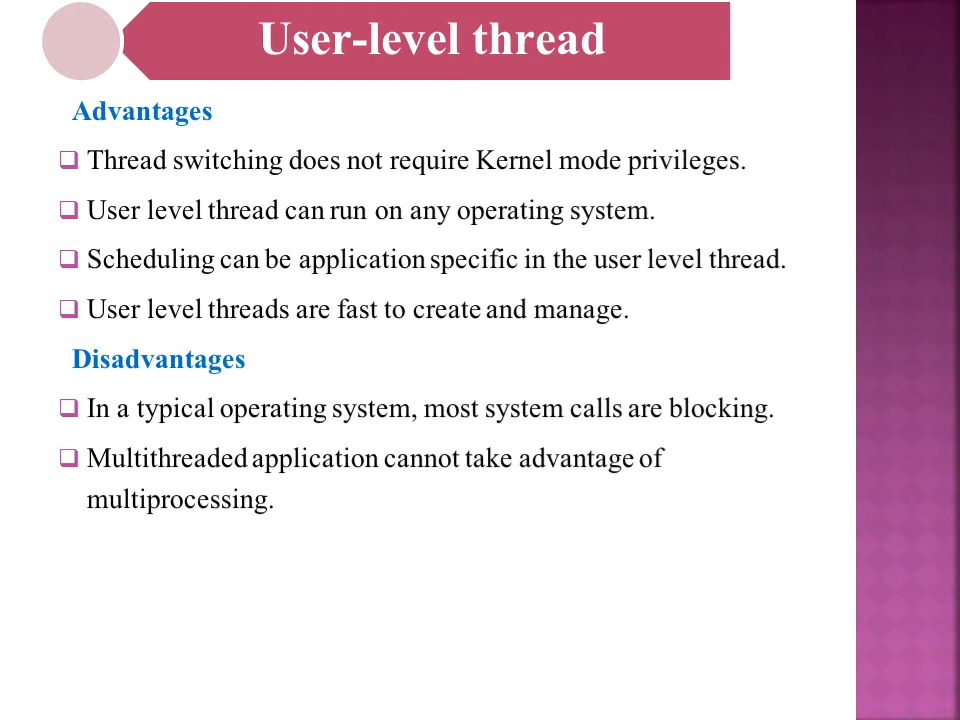 User-level thread
Advantages
Thread switching does not require Kernel mode privileges.
User level thread can run on any operating system.
Scheduling can be application specific in the user level thread.
User level threads are fast to create and manage.
Disadvantages
In a typical operating system, most system calls are blocking.
Multithreaded application cannot take advantage of
multiprocessing.